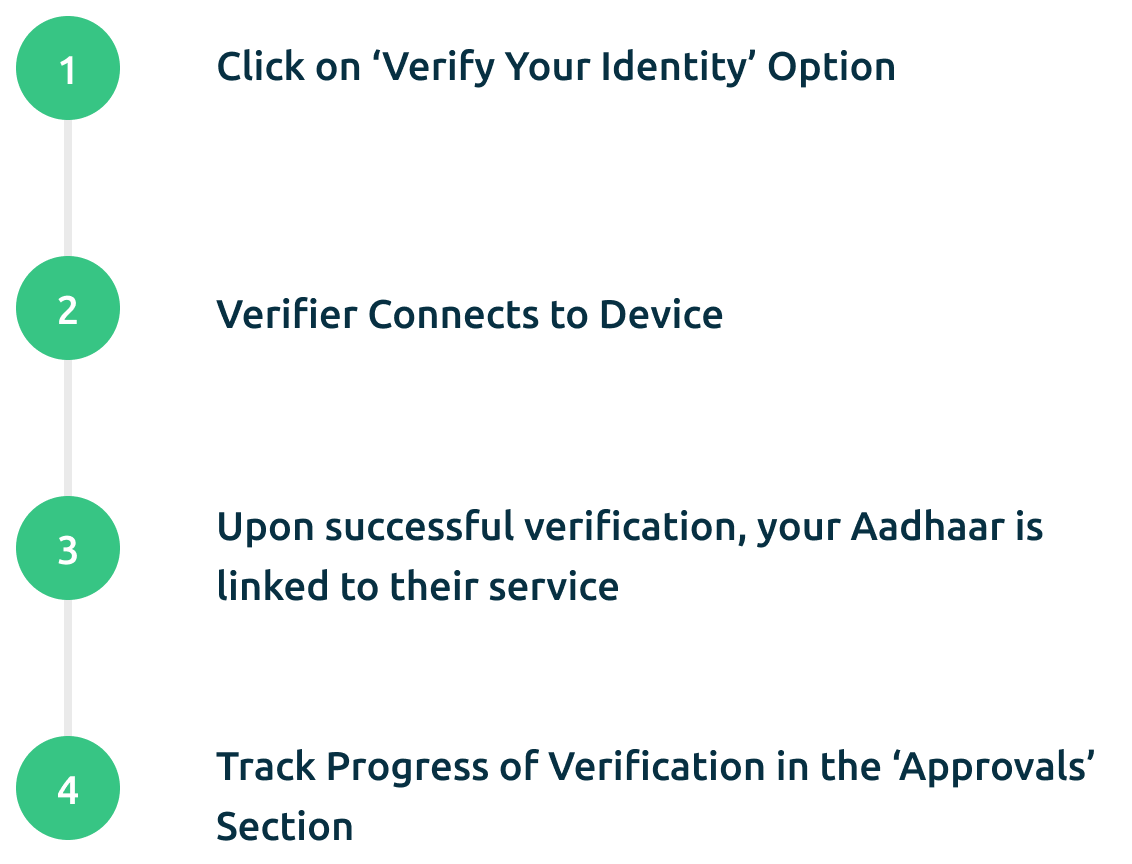 1
Click on ‘Verify Your Identity’ Option
2
Verifier Connects to Device
3
Upon successful verification, your Aadhaar is
linked to their service
4
Track Progress of Verification in the ‘Approvals’
Section